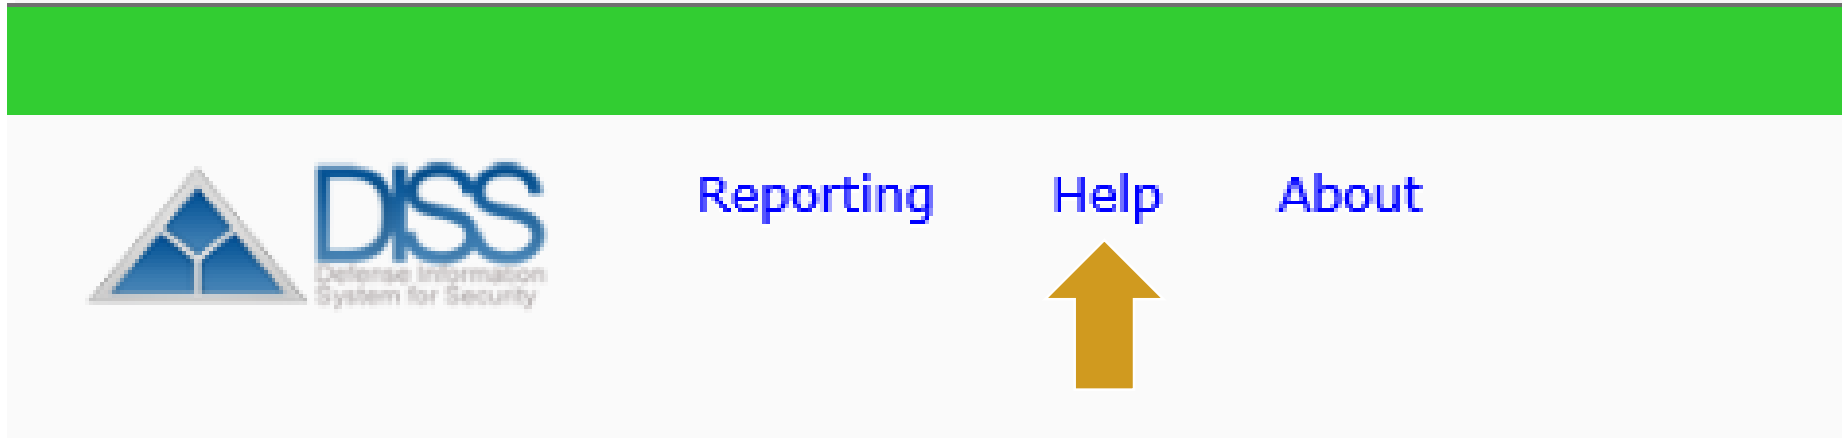 DISS
Defense Information
System for Security
Reporting
Help
About